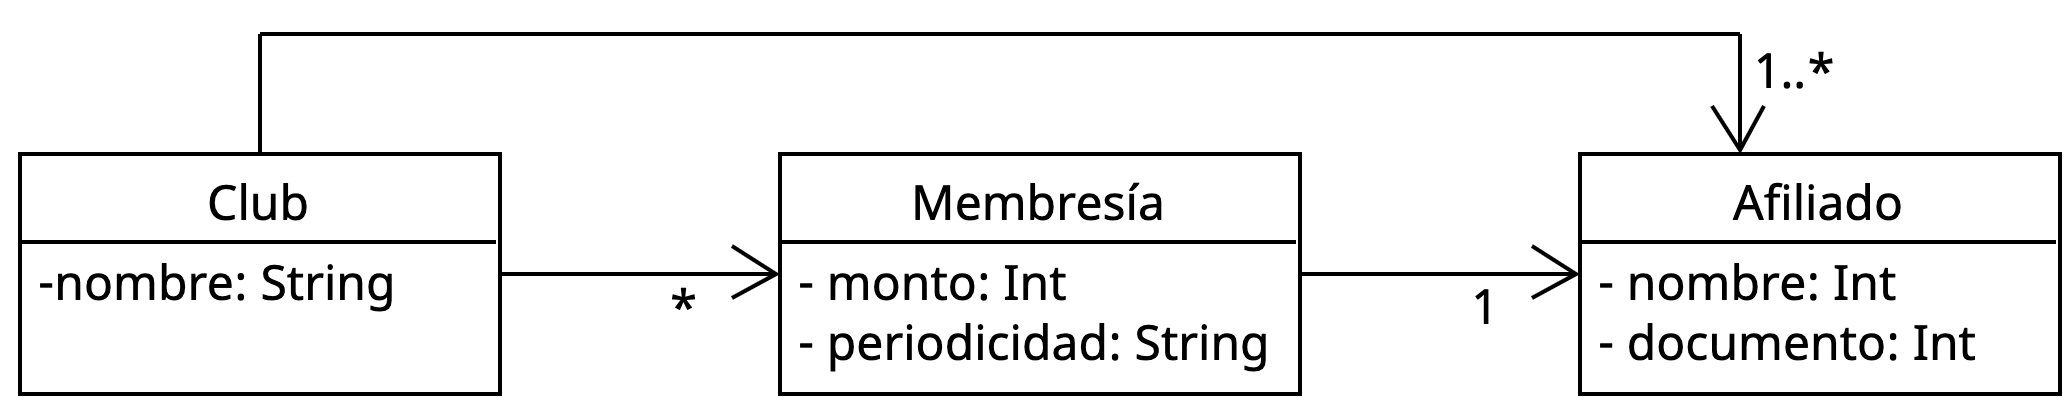 1..*
Club
-nombre: String
*
Membresía
- monto: Int
- periodicidad: String
1
Afiliado
- nombre: Int
- documento: Int